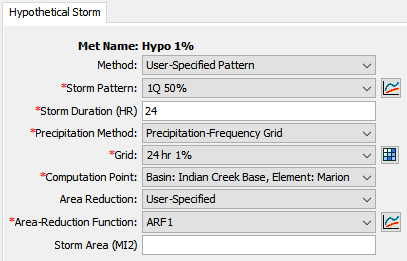 Hypothetical Storm
Met Name: Hypo 1%
Method: User-Specified Pattern
*Storm Pattern: 1Q 50%
*Storm Duration (HR) 24
*Precipitation Method: Precipitation-Frequency Grid
*Grid: 24 hr 1%
*Computation Point: Basin: Indian Creek Base, Element: Marion
Area Reduction: User-Specified
*Area-Reduction Function: ARF1
Storm Area (MI2)